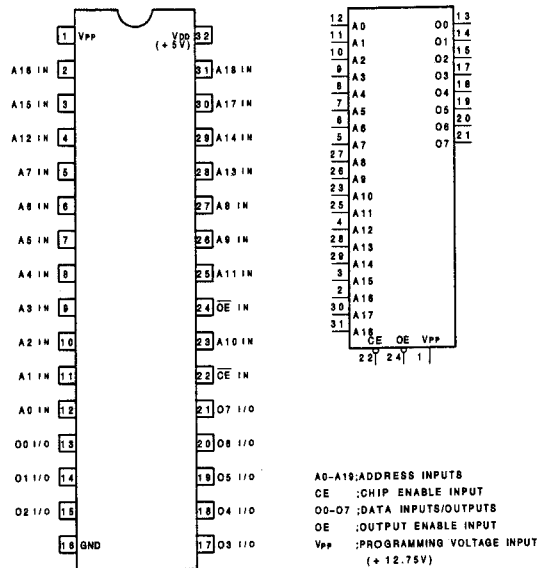 1 VPP VDD 32
(+5V)
A16 IN 2 31 A18 IN
A15 IN 3 30 A17 IN
A12 IN 4 29 A14 IN
A7 IN 5 28 A13 IN
A6 IN 6 27 A8 IN
A5 IN 7 26 A9 IN
A4 IN 8 25 A11 IN
A3 IN 9 24 OE IN
A2 IN 10 23 A10 IN
A1 IN 11 22 CE IN
A0 IN 12 21 O7 I/O
O0 I/O 13 20 O6 I/O
O1 I/O 14 19 O5 I/O
O2 I/O 15 18 O4 I/O
16 GND 17 O3 I/O
12 A0 O0 13
11 A1 O1 14
10 A2 O2 15
9 A3 O3 17
8 A4 O4 18
7 A5 O5 19
6 A6 O6 20
5 A7 O7 21
27 A8
26 A9
23 A10
25 A11
4 A12
28 A13
29 A14
3 A15
2 A16
30 A17
31 A18
CE OE VPP
22 24 1
A0-A19;ADDRESS INPUTS
CE ;CHIP ENABLE INPUT
O0-O7 ;DATA INPUTS/OUTPUTS
OE ;OUTPUT ENABLE INPUT
VPP ;PROGRAMMING VOLTAGE INPUT
(+ 12.75V)